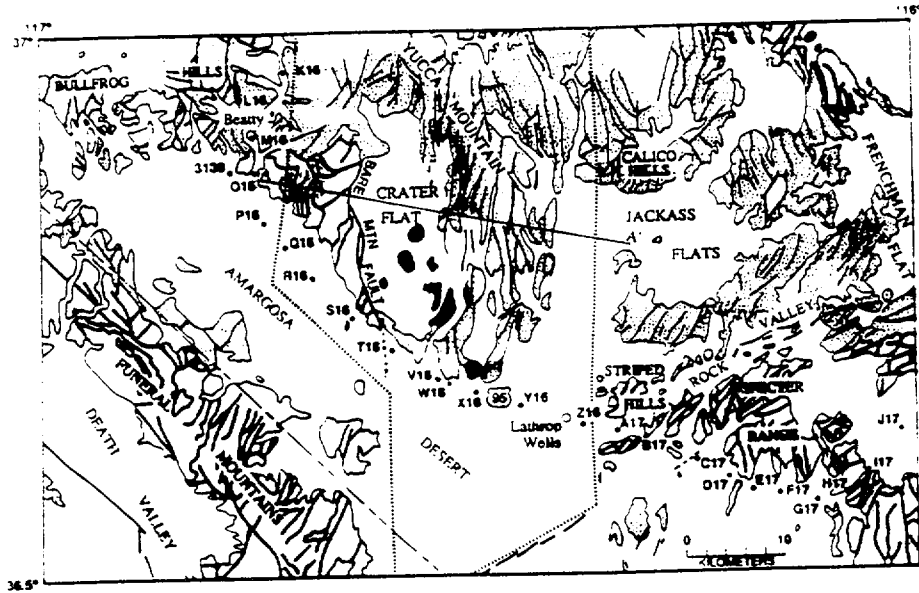 117°
116°
37°
BULLFROG
HILLS
K16
L16
Beatty
M16
O16
P16
Q16
R16
S16
T16
V16
W16
X16
95
Y16
Z16
YUCCA
MOUNTAIN
BARE
MTN
FAULT
CRATER
FLAT
CALICO
HILLS
JACKASS
A'
FLATS
FRENCHMAN
FLAT
ROCK
VALLEY
STRIPED
HILLS
SPECTER
RANGE
Lathrop
Wells
A17
B17
C17
D17
E17
F17
G17
H17
I17
J17
AMARGOSA
DESERT
FUNERAL
MOUNTAINS
DEATH
VALLEY
0
10
KILOMETERS
36.5°